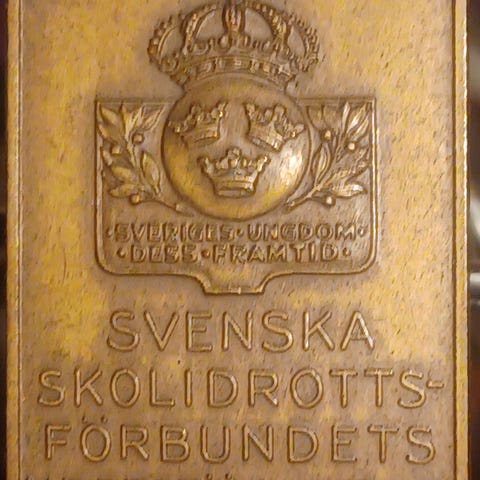 ·SVERIGES·UNGDOM·
·DESS·FRAMTID·
SVENSKA
SKOLIDROTTS-
FÖRBUNDETS